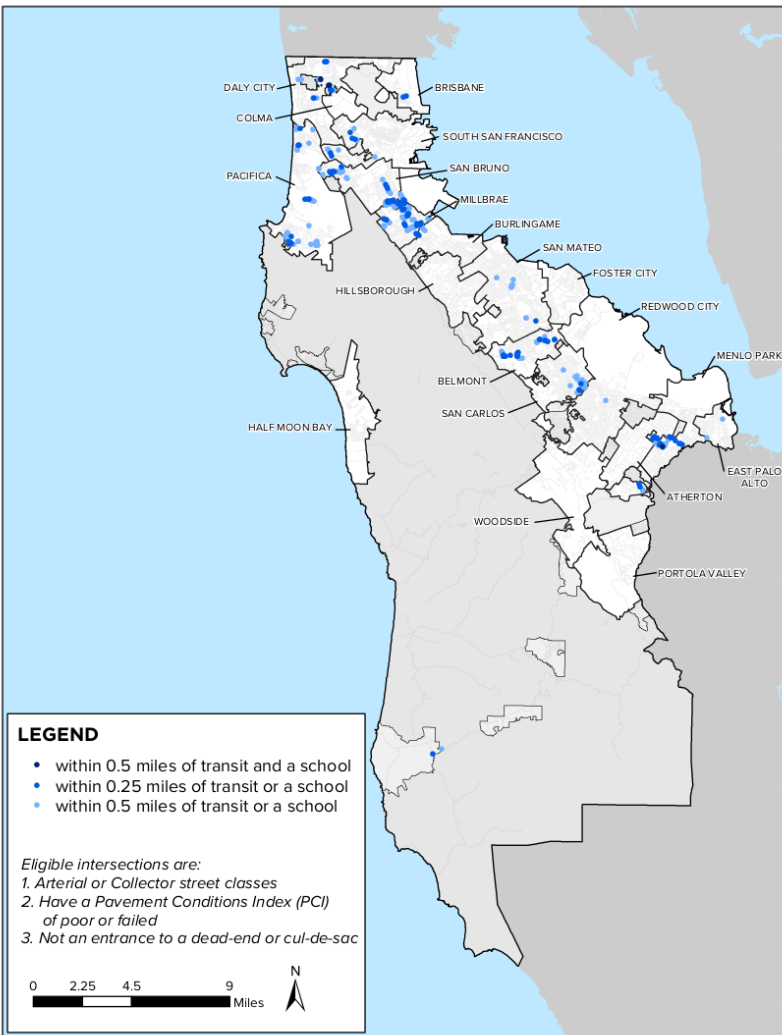 DALY CITY
BRISBANE
COLMA
SOUTH SAN FRANCISCO
SAN BRUNO
PACIFICA
MILLBRAE
BURLINGAME
SAN MATEO
FOSTER CITY
HILLSBOROUGH
REDWOOD CITY
MENLO PARK
BELMONT
SAN CARLOS
HALF MOON BAY
EAST PALO
ALTO
ATHERTON
WOODSIDE
PORTOLA VALLEY
LEGEND
within 0.5 miles of transit and a school
within 0.25 miles of transit or a school
within 0.5 miles of transit or a school
Eligible intersections are:
1. Arterial or Collector street classes
2. Have a Pavement Conditions Index (PCI)
of poor or failed
3. Not an entrance to a dead-end or cul-de-sac
N
0 2.25 4.5 9
Miles